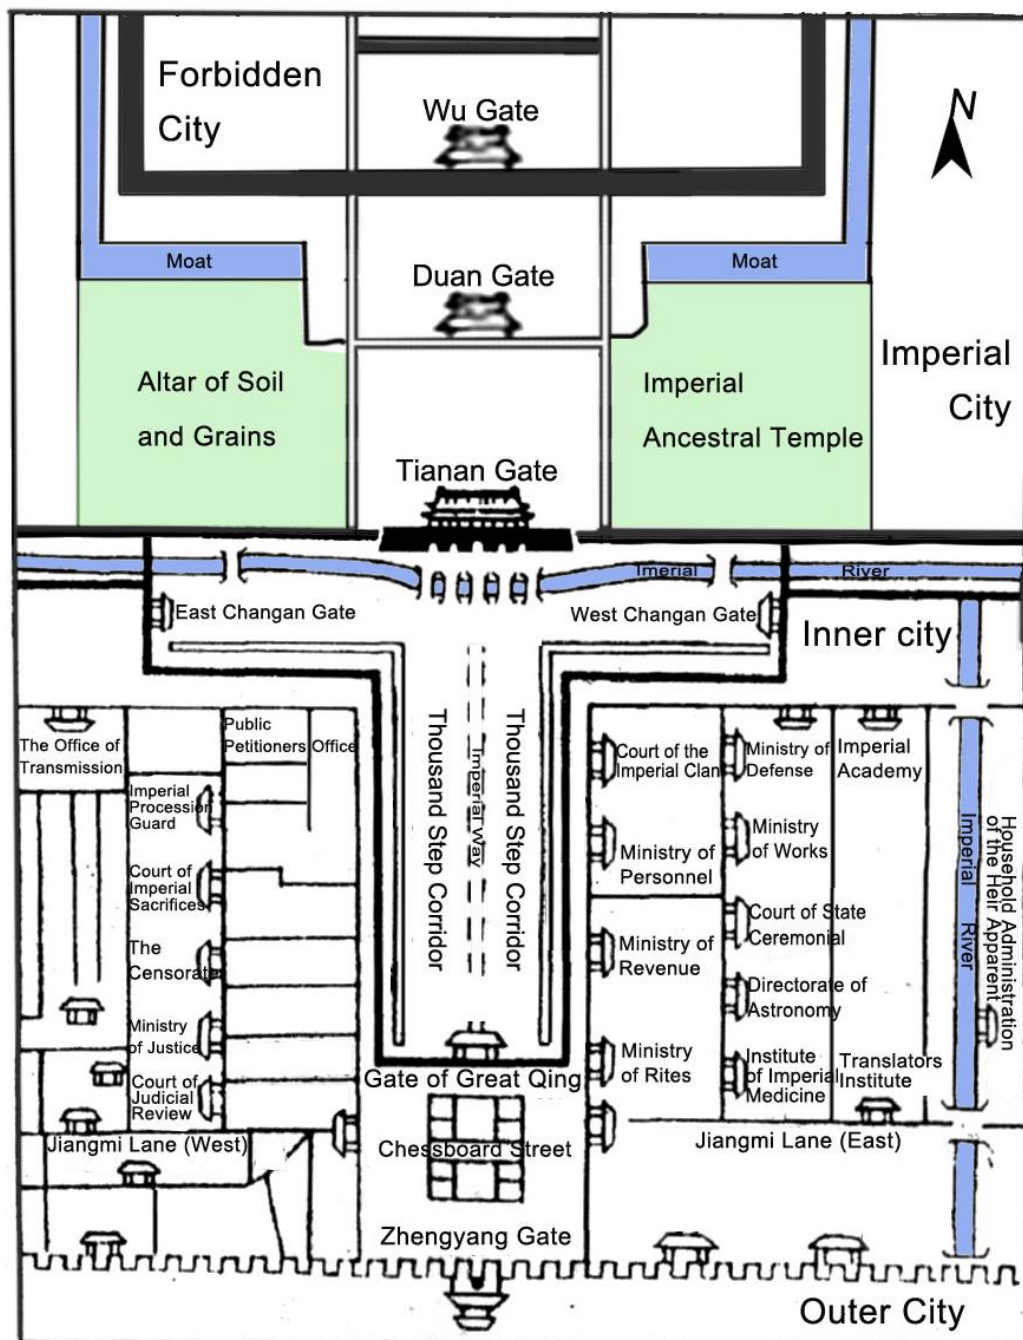 Forbidden
City
Wu Gate
N
Moat
Duan Gate
Moat
Altar of Soil
and Grains
Imperial
Ancestral Temple
Imperial
City
Tianan Gate
Imerial
River
East Changan Gate
West Changan Gate
Inner city
The Office of
Transmission
Public
Petitioners Office
Imperial
Procession
Guard
Court of
Imperial
Sacrifices
The
Censorate
Ministry
of Justice
Court of
Judicial
Review
Thousand Step Corridor
Imperial Way
Thousand Step Corridor
Court of the
Imperial Clan
Ministry of
Personnel
Ministry of
Revenue
Ministry
of Rites
Ministry of
Defense
Ministry
of Works
Court of State
Ceremonial
Directorate of
Astronomy
Institute
of Imperial
Medicine
Imperial
Academy
Translators
Institute
Imperial River
Household Administration
of the Heir Apparent
Gate of Great Qing
Jiangmi Lane (West)
Chessboard Street
Jiangmi Lane (East)
Zhengyang Gate
Outer City